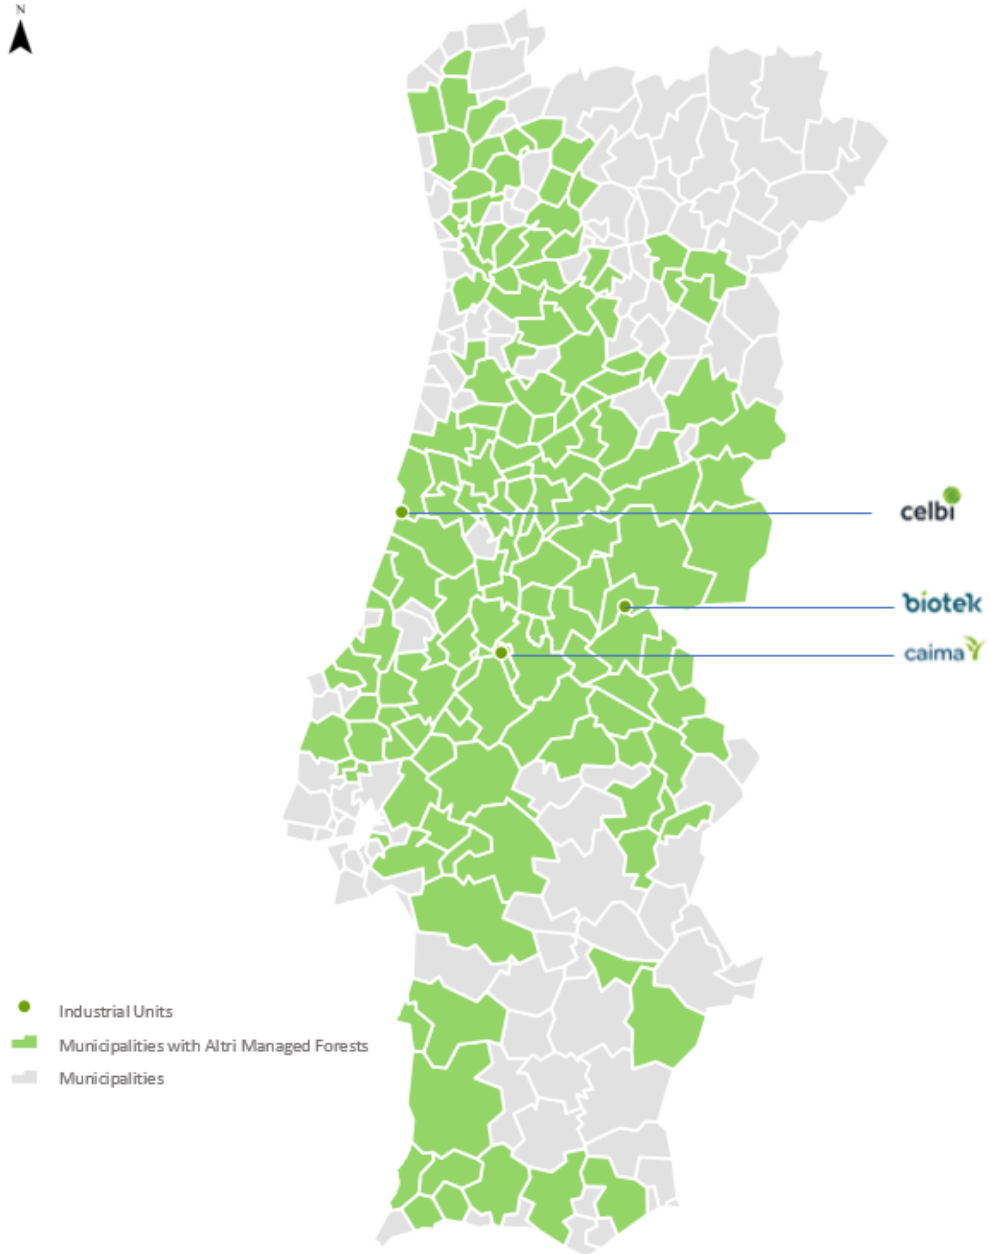 N
celbi
biotek
caima
Industrial Units
Municipalities with Altri Managed Forests
Municipalities